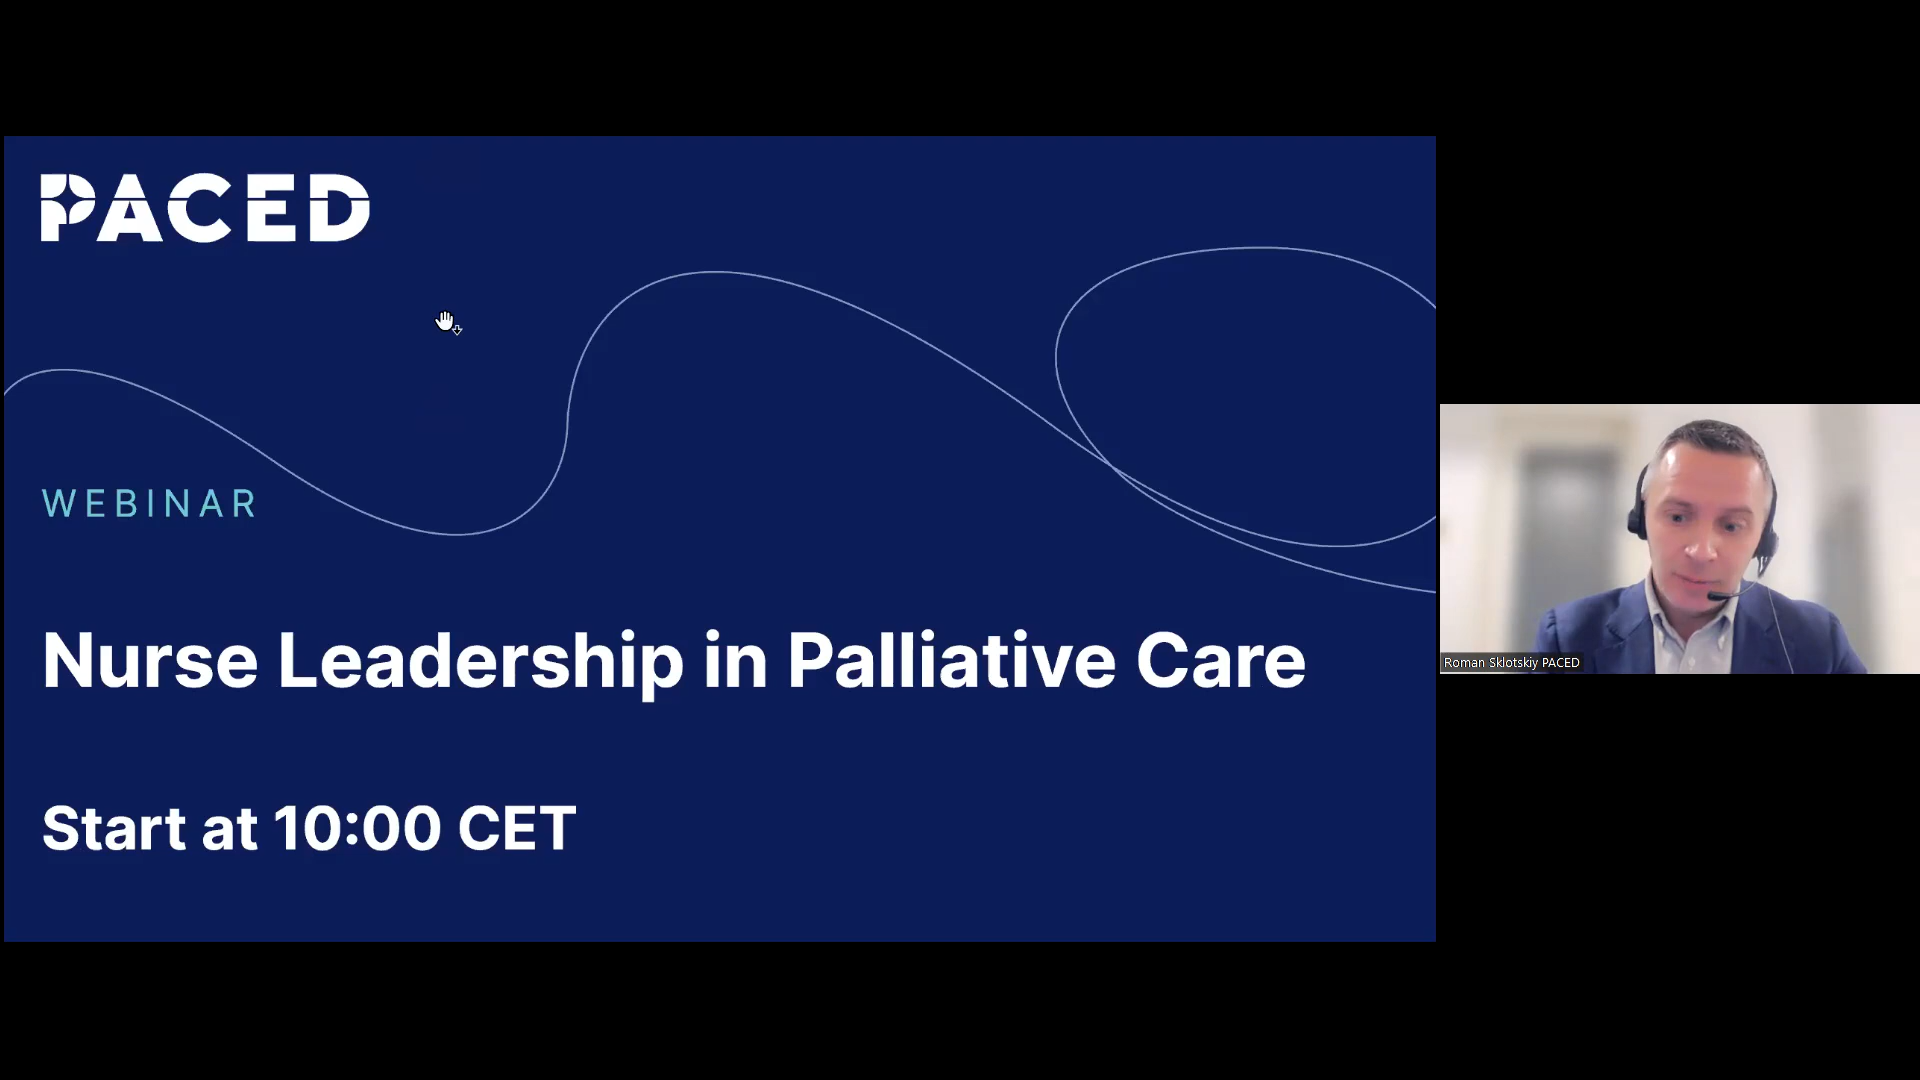 PACED
WEBINAR
Nurse Leadership in Palliative Care
Start at 10:00 CET
Roman Sklotskiy PACED